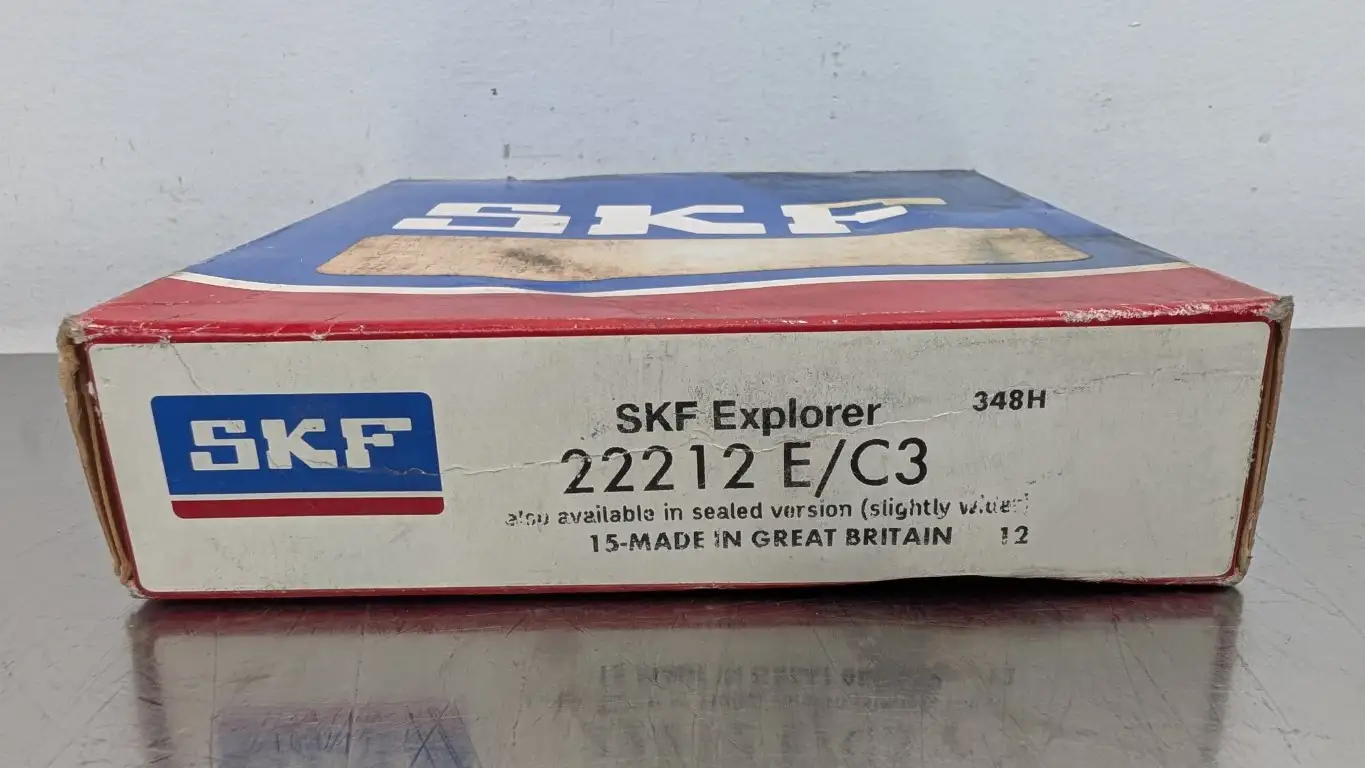 SKF
SKF
SKF Explorer
348H
22212 E/C3
also available in sealed version (slightly wider)
15-MADE IN GREAT BRITAIN 12